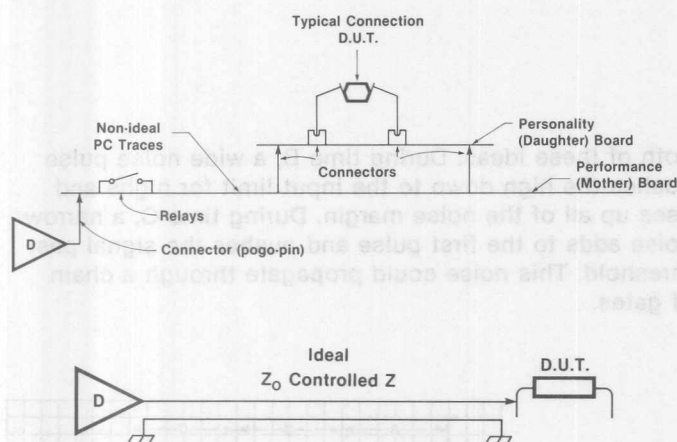 Typical Connection
D.U.T.
Non-ideal
PC Traces
Personality
(Daughter) Board
Connectors
Performance
(Mother) Board
Relays
D
Connector (pogo-pin)
Ideal
Z₀ Controlled Z
D.U.T.
D